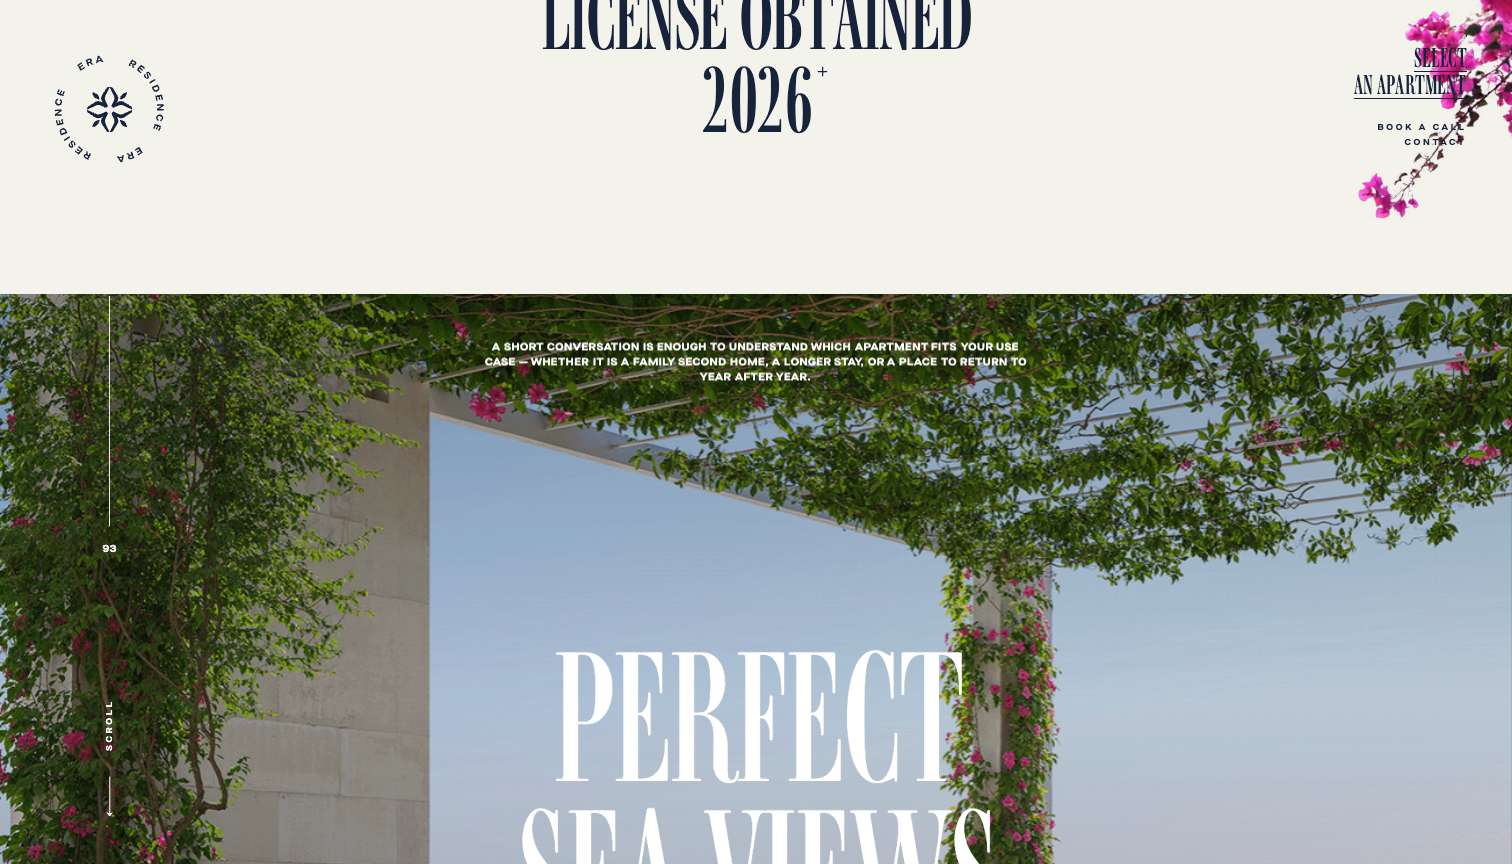 LICENSE OBTAINED
2026+
ERA RESIDENCE ERA RESIDENCE
SELECT
AN APARTMENT
BOOK A CALL
CONTACT
A SHORT CONVERSATION IS ENOUGH TO UNDERSTAND WHICH APARTMENT FITS YOUR USE
CASE — WHETHER IT IS A FAMILY SECOND HOME, A LONGER STAY, OR A PLACE TO RETURN TO
YEAR AFTER YEAR.
93
SCROLL
PERFECT
SEA VIEWS